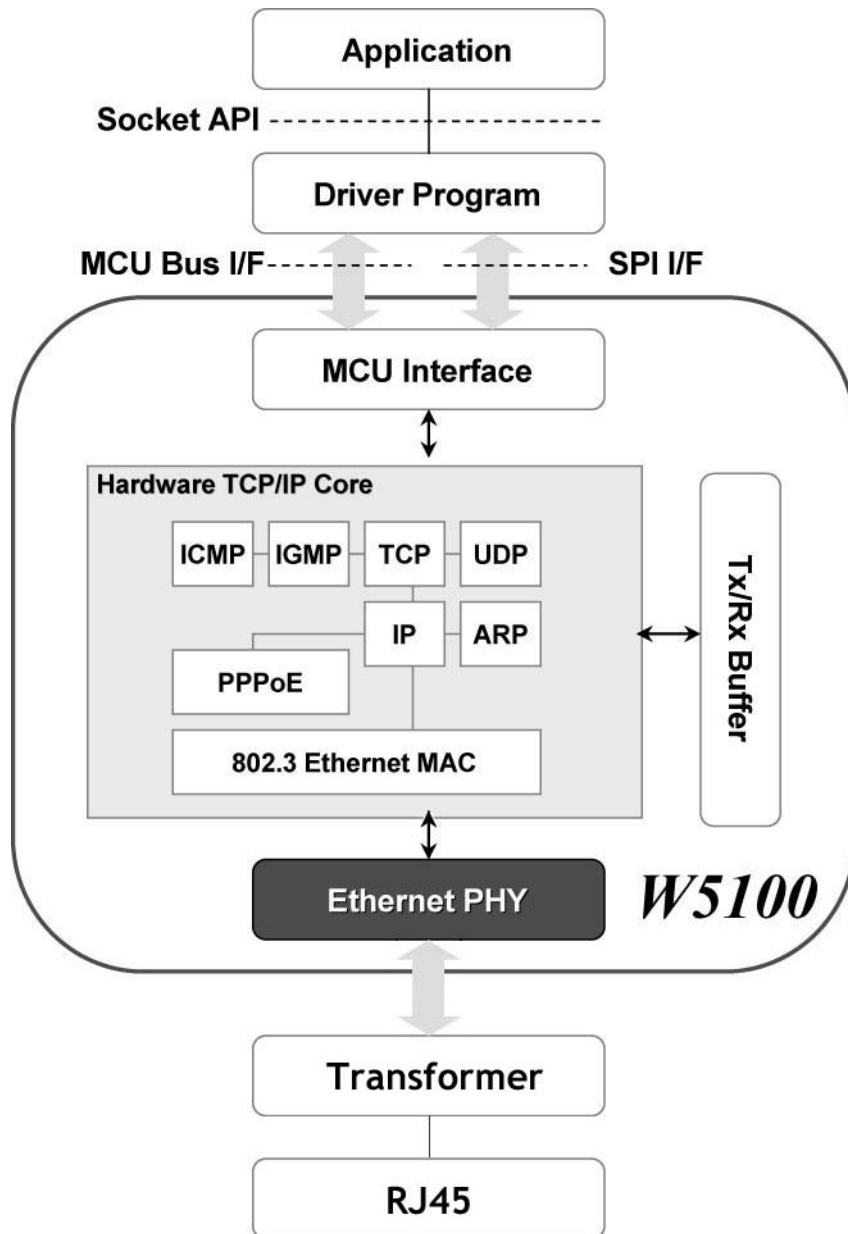 Application
Socket API
Driver Program
MCU Bus I/F
SPI I/F
MCU Interface
Hardware TCP/IP Core
ICMP
IGMP
TCP
UDP
IP
ARP
PPPoE
802.3 Ethernet MAC
Tx/Rx Buffer
Ethernet PHY
W5100
Transformer
RJ45